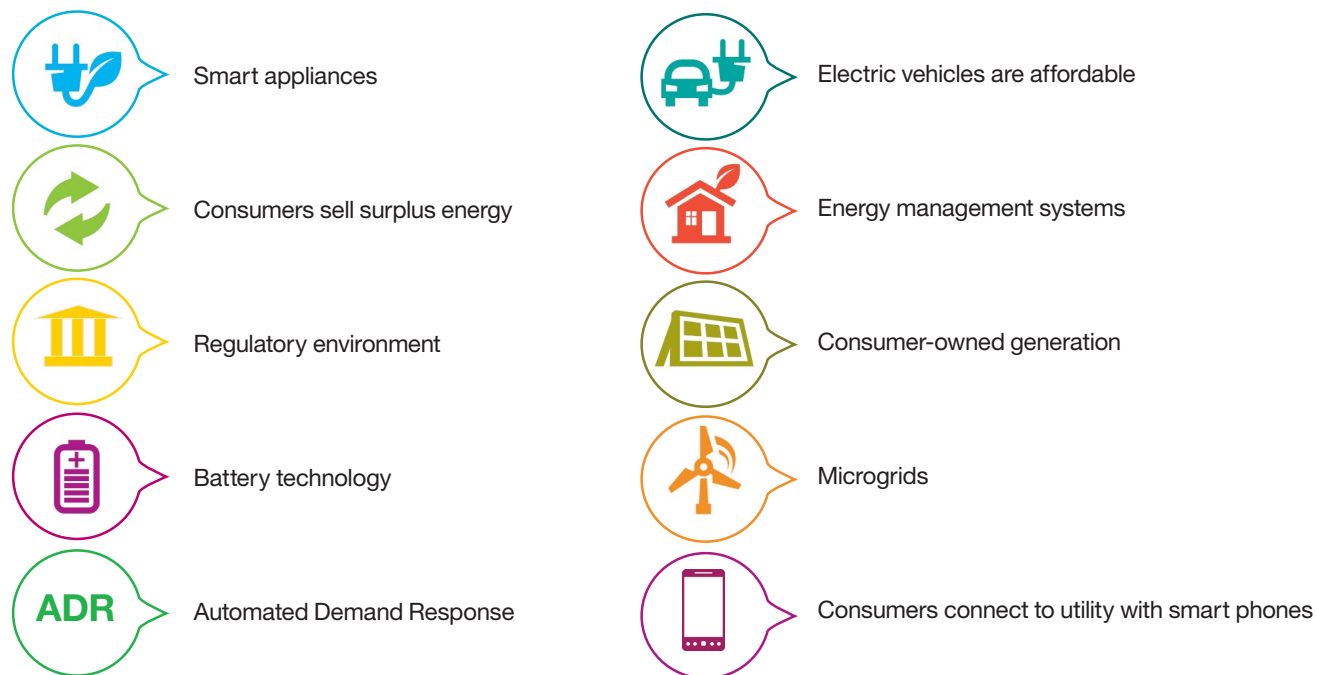 Smart appliances
Consumers sell surplus energy
Regulatory environment
Battery technology
ADR
Automated Demand Response
Electric vehicles are affordable
Energy management systems
Consumer-owned generation
Microgrids
Consumers connect to utility with smart phones